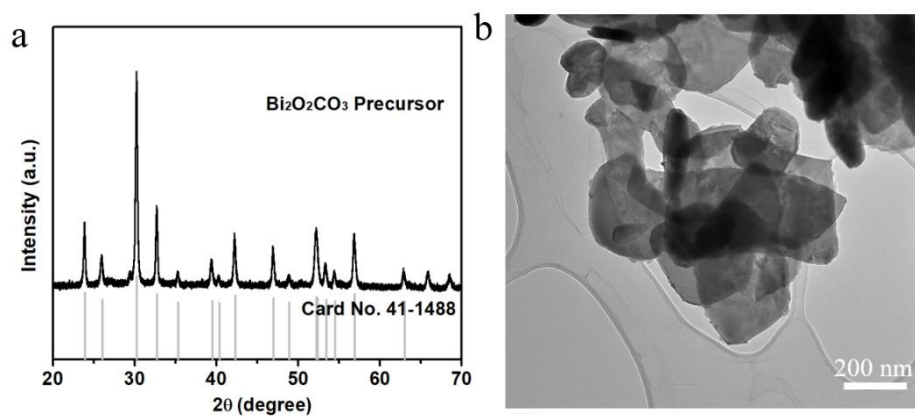 a
Bi₂O₂CO₃ Precursor
Card No. 41-1488
Intensity (a.u.)
20 30 40 50 60 70
2θ (degree)
b
200 nm